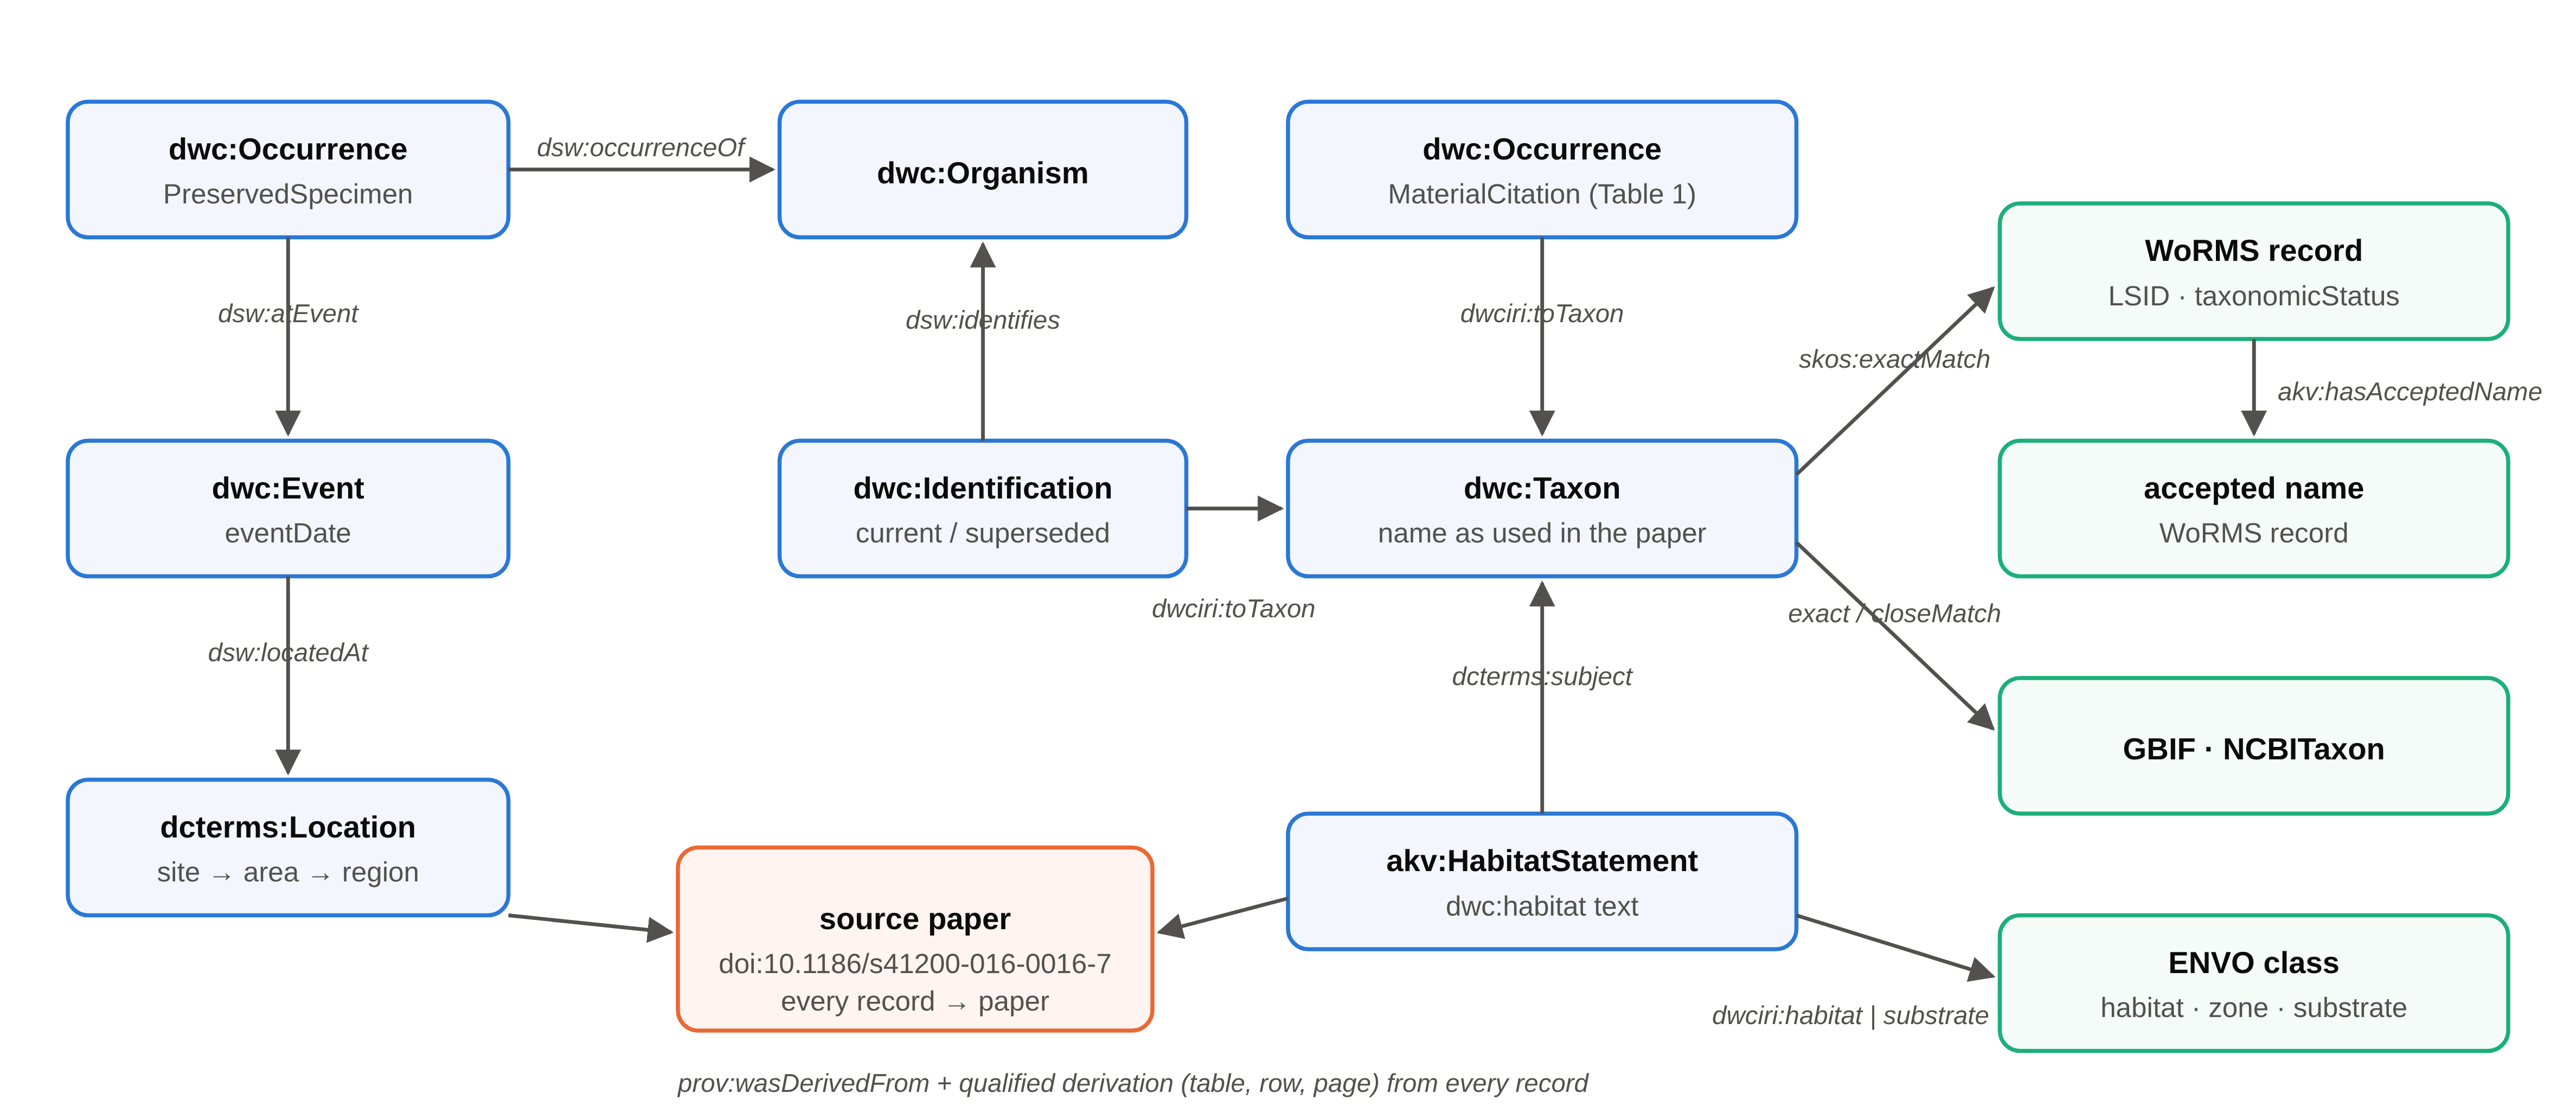 dwc:Occurrence
PreservedSpecimen
dsw:occurrenceOf
dwc:Organism
dwc:Occurrence
MaterialCitation (Table 1)
WoRMS record
LSID · taxonomicStatus
dsw:atEvent
dsw:identifies
dwciri:toTaxon
skos:exactMatch
akv:hasAcceptedName
dwc:Event
eventDate
dwc:Identification
current / superseded
dwc:Taxon
name as used in the paper
accepted name
WoRMS record
dwciri:toTaxon
exact / closeMatch
dsw:locatedAt
dcterms:subject
GBIF · NCBITaxon
dcterms:Location
site → area → region
source paper
doi:10.1186/s41200-016-0016-7
every record → paper
akv:HabitatStatement
dwc:habitat text
ENVO class
habitat · zone · substrate
dwciri:habitat | substrate
prov:wasDerivedFrom + qualified derivation (table, row, page) from every record